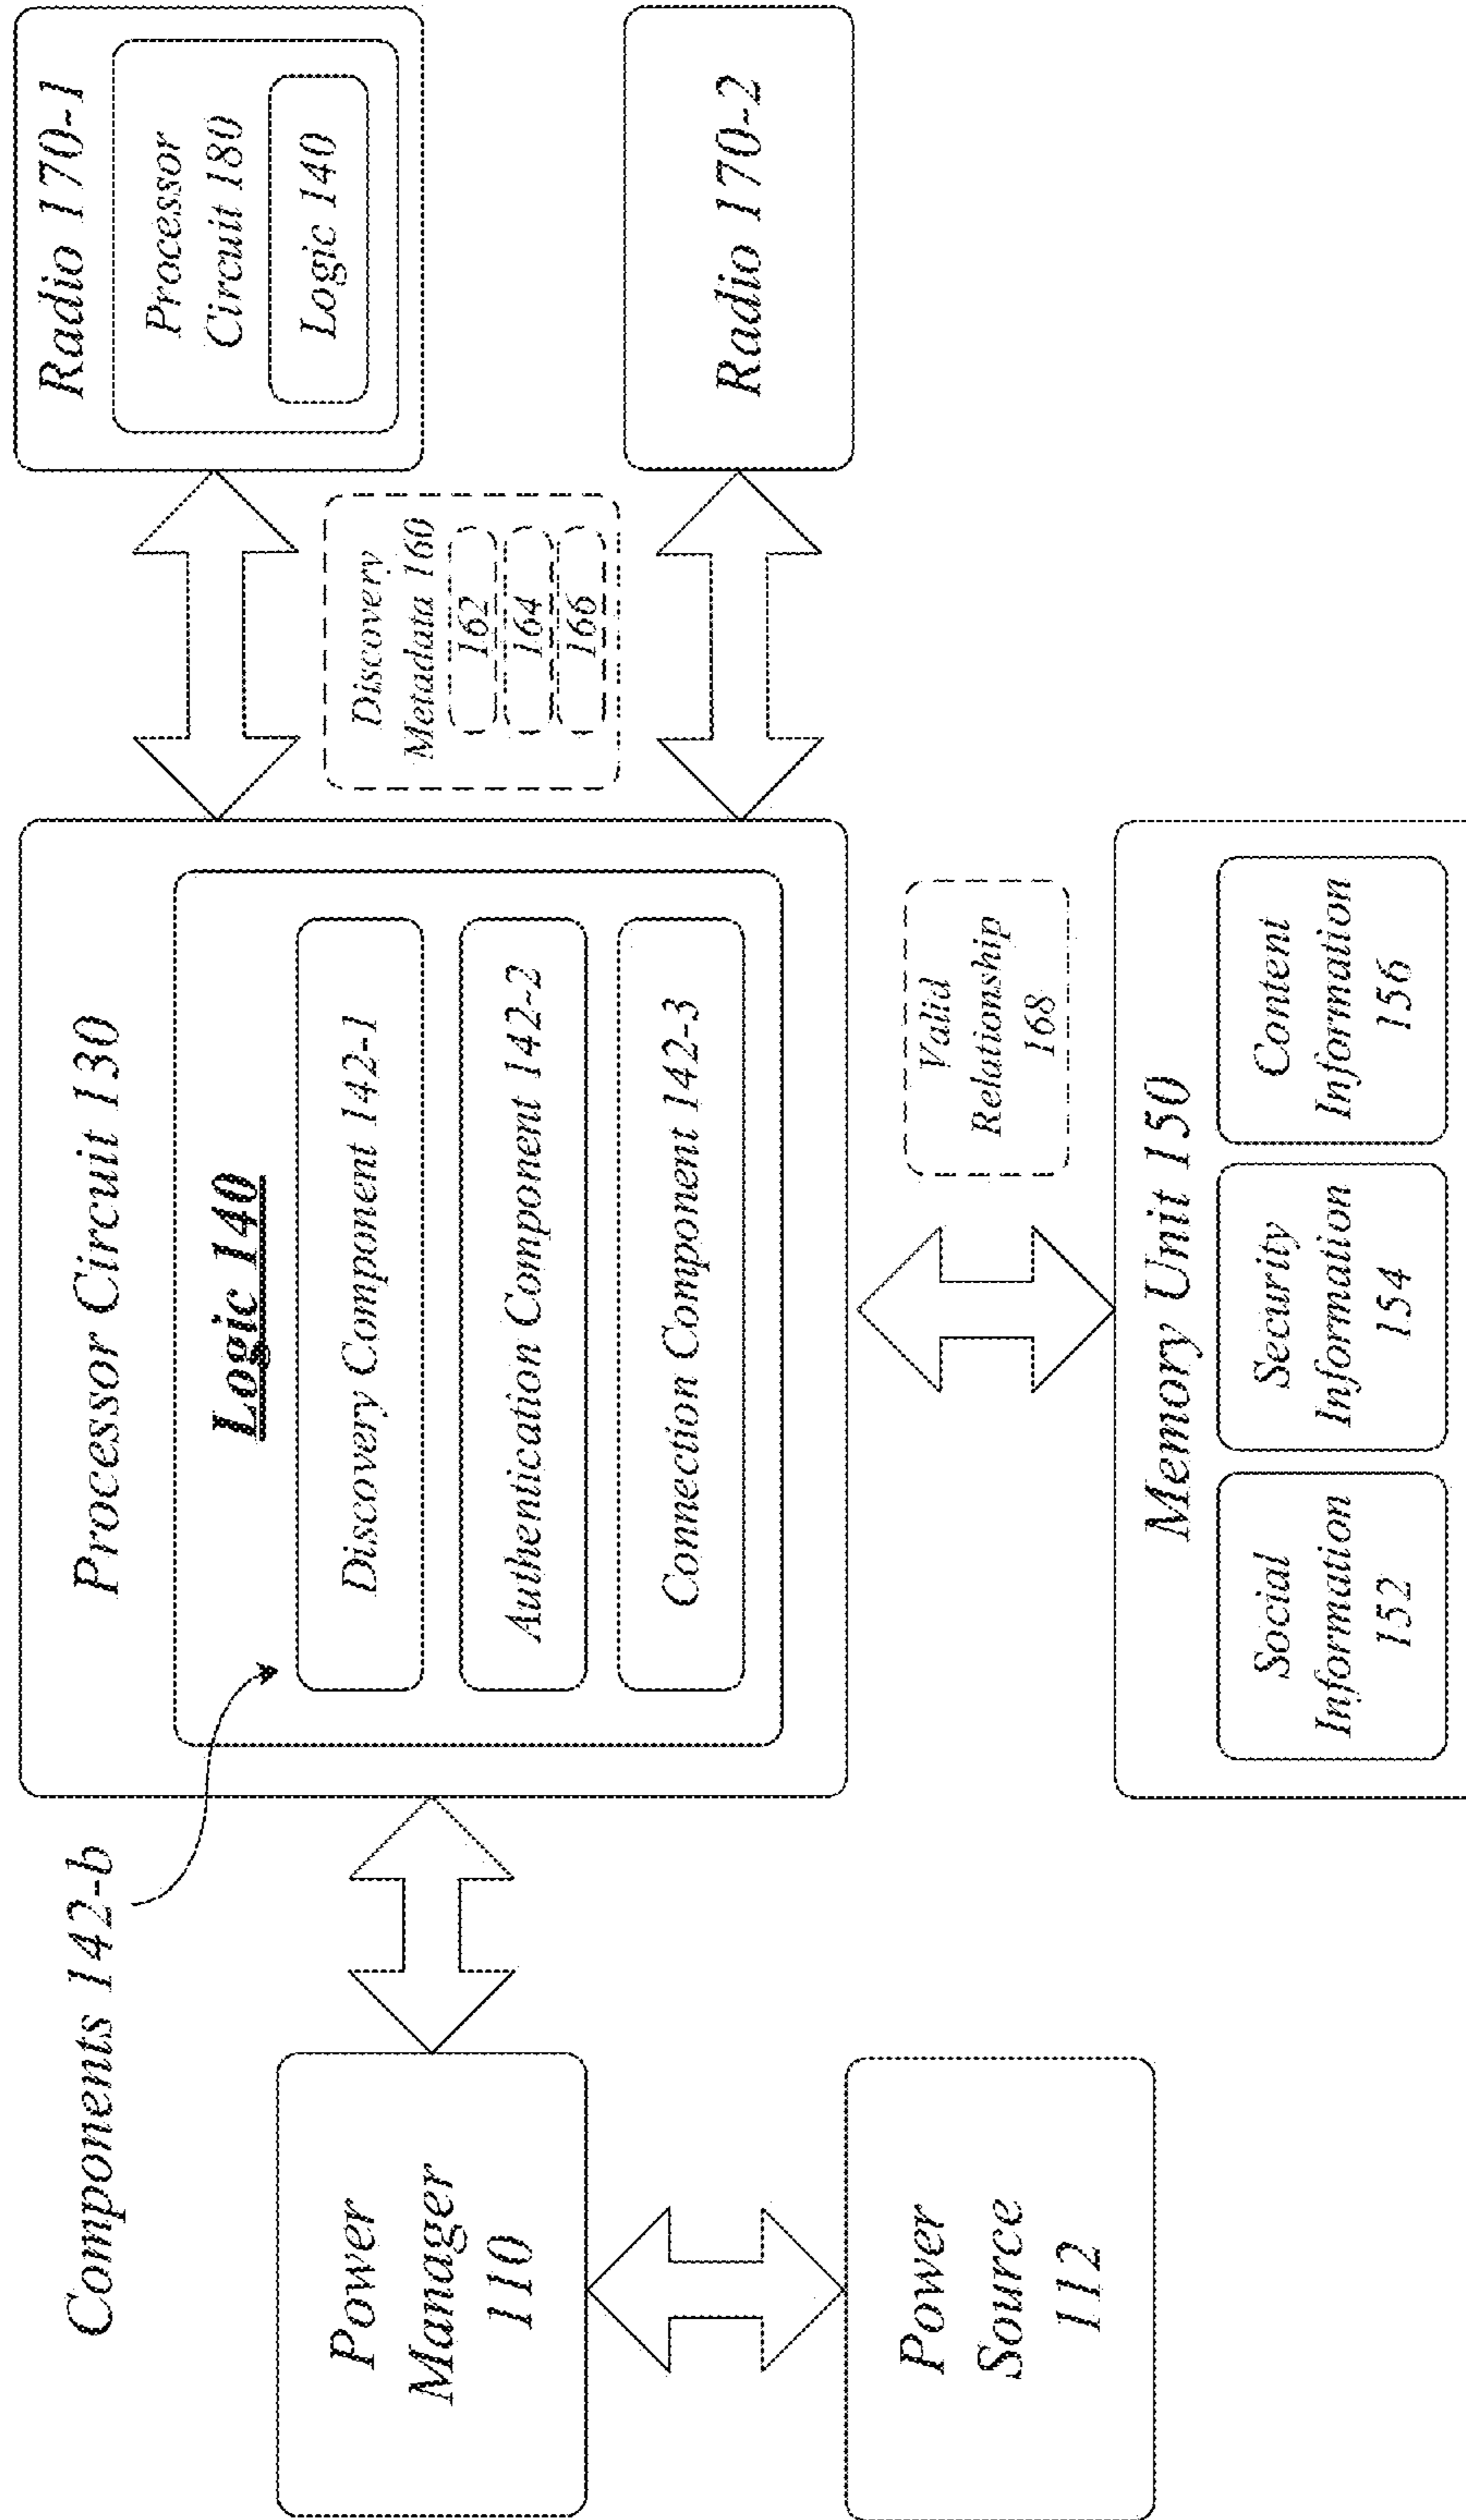 Components 142-b
Power
Manager
110
Power
Source
112
Processor Circuit 130
Logic 140
Discovery Component 142-1
Authentication Component 142-2
Connection Component 142-3
Valid
Relationship
168
Memory Unit 150
Social
Information
152
Security
Information
154
Content
Information
156
Discovery
Metadata 160
162
164
166
Radio 170-1
Processor
Circuit 180
Logic 140
Radio 170-2